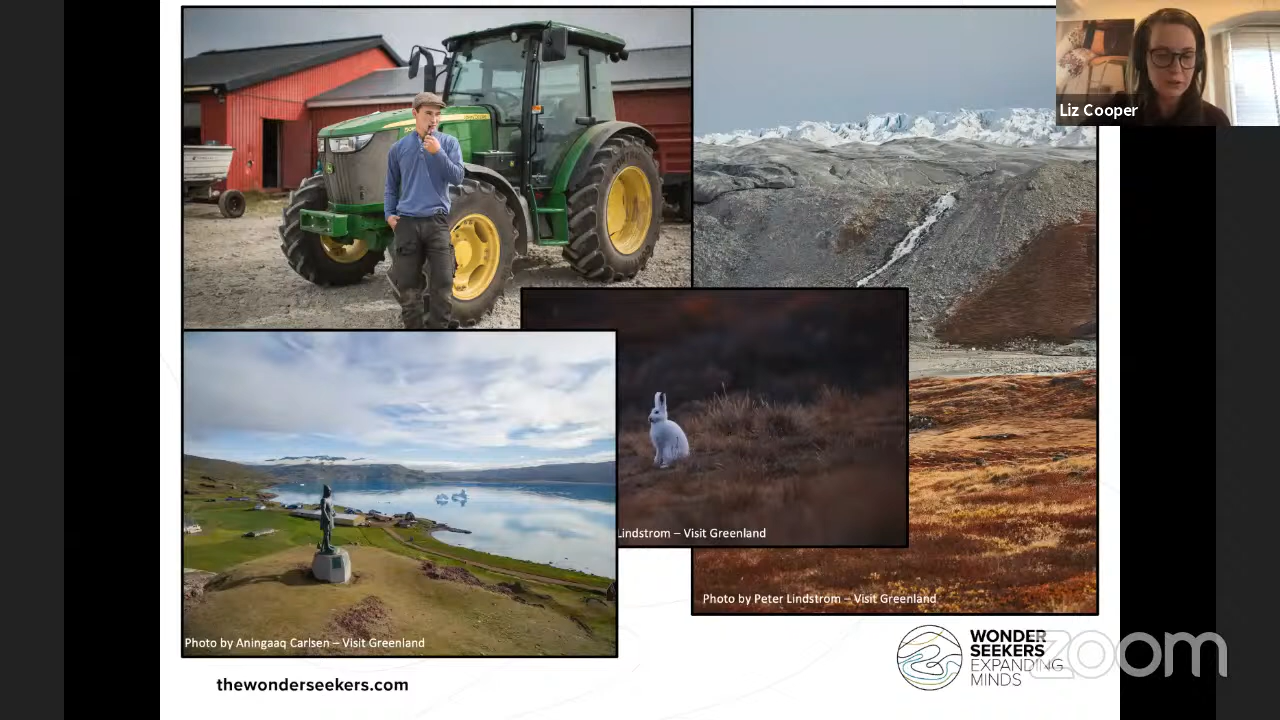 Liz Cooper
Lindstrom – Visit Greenland
Photo by Peter Lindstrom – Visit Greenland
Photo by Aningaaq Carlsen – Visit Greenland
thewonderseekers.com
WONDER
SEEKERS
EXPANDING
MINDS
zoom